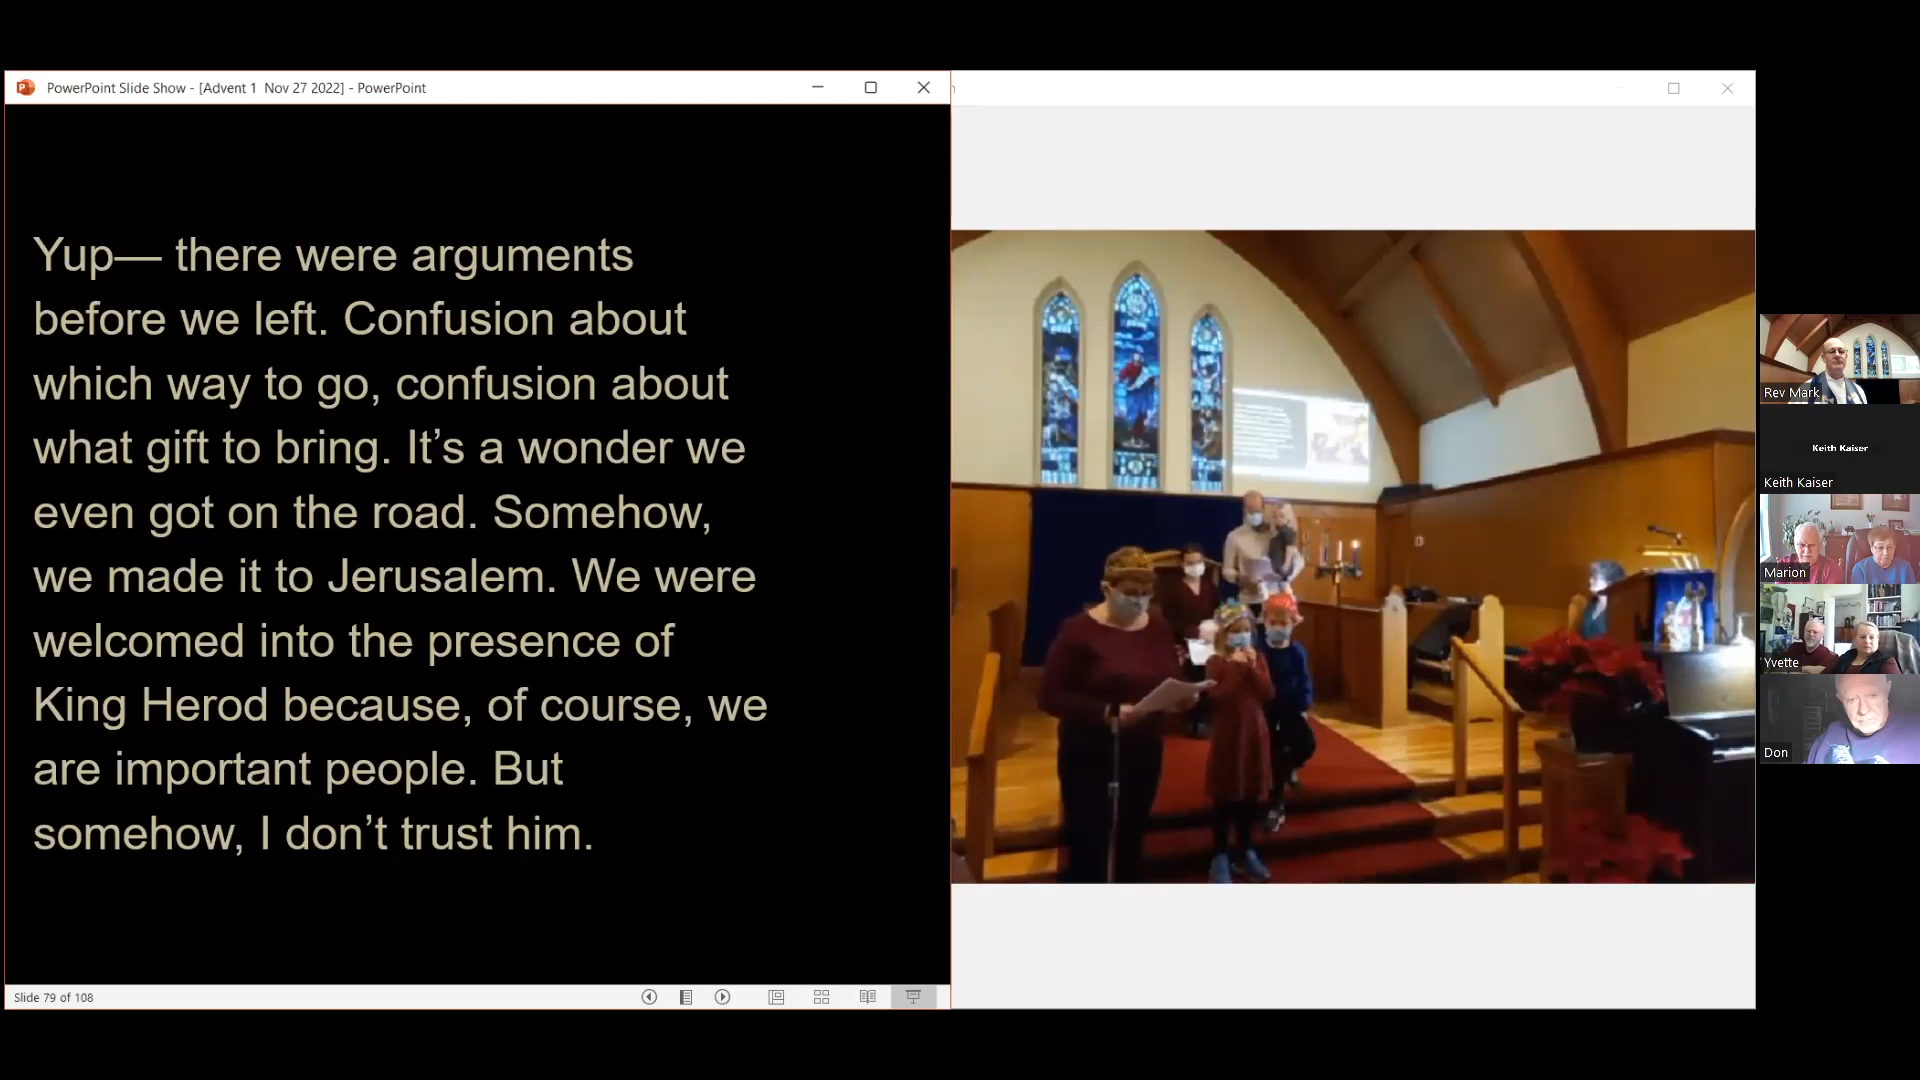 PowerPoint Slide Show - [Advent 1  Nov 27 2022] - PowerPoint
Yup— there were arguments
before we left. Confusion about
which way to go, confusion about
what gift to bring. It’s a wonder we
even got on the road. Somehow,
we made it to Jerusalem. We were
welcomed into the presence of
King Herod because, of course, we
are important people. But
somehow, I don’t trust him.
Slide 79 of 108
Rev Mark
Keith Kaiser
Keith Kaiser
Marion
Yvette
Don